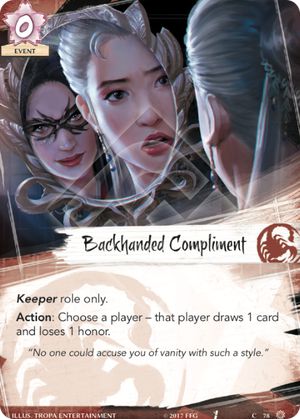 0
EVENT
Backhanded Compliment
Keeper role only.
Action: Choose a player – that player draws 1 card
and loses 1 honor.
“No one could accuse you of vanity with such a style.”
ILLUS. TROPA ENTERTAINMENT © 2017 FFG C 78